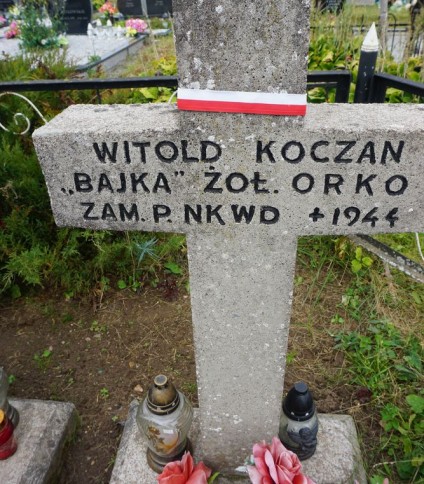 WITOLD KOCZAN
„BAJKA" ŻOŁ. ORKO
ZAM. P. NKWD +1944